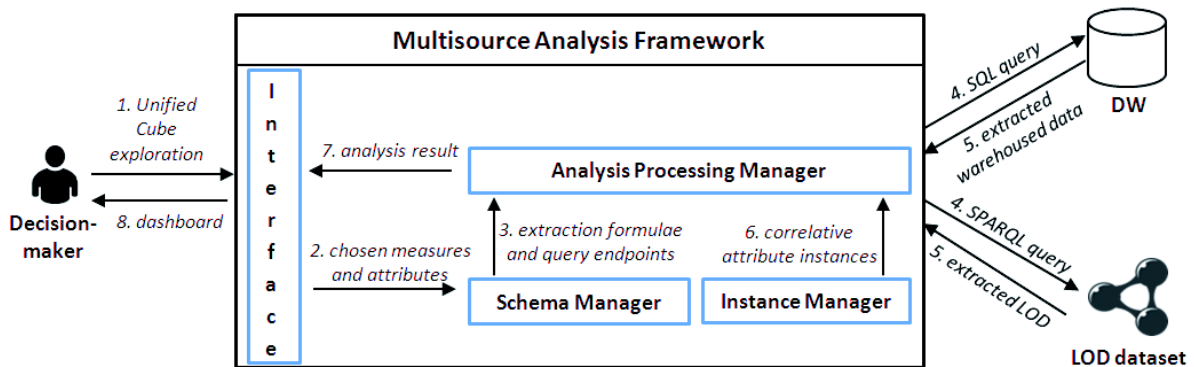 Multisource Analysis Framework
1. Unified
Cube
exploration
Decision-
maker
8. dashboard
I
n
t
e
r
f
a
c
e
7. analysis result
Analysis Processing Manager
2. chosen measures
and attributes
3. extraction formulae
and query endpoints
6. correlative
attribute instances
Schema Manager
Instance Manager
4. SQL query
5. extracted
warehoused data
DW
4. SPARQL query
5. extracted LOD
LOD dataset